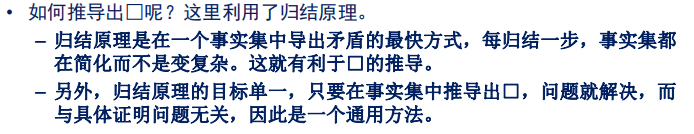 • 如何推导出□呢？这里利用了归结原理。
– 归结原理是在一个事实集中导出矛盾的最快方式，每归结一步，事实集都
在简化而不是变复杂。这就有利于□的推导。
– 另外，归结原理的目标单一，只要在事实集中推导出□，问题就解决，而
与具体证明问题无关，因此是一个通用方法。